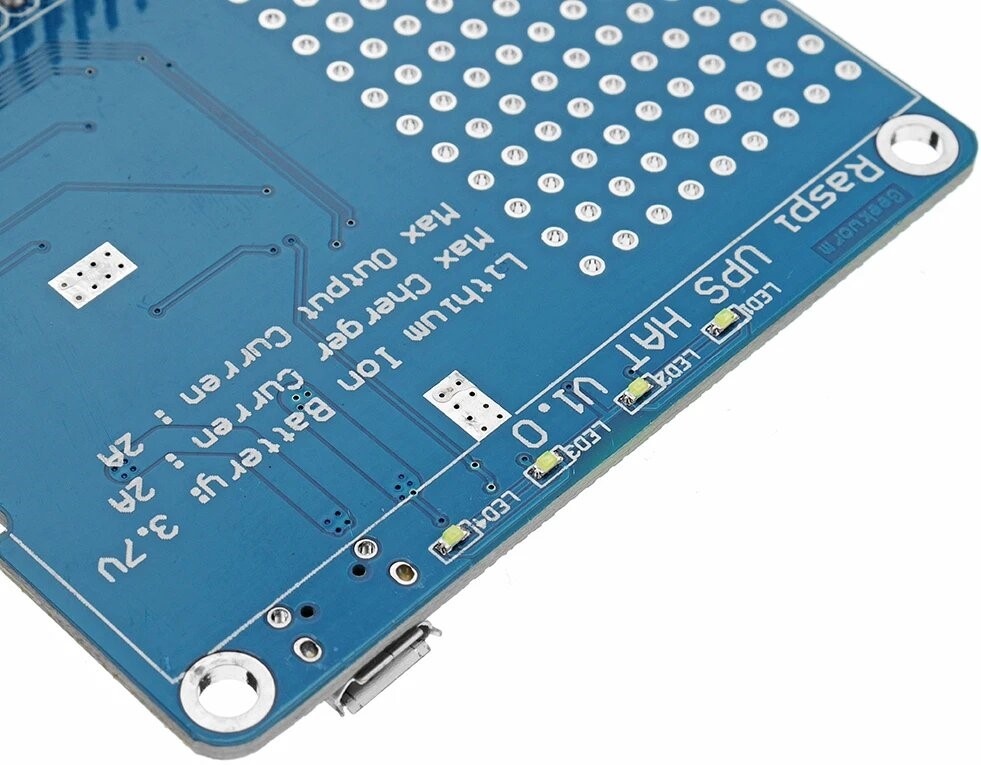 Geekworm
Raspi UPS HAT V1.0
LED1
LED2
LED3
LED4
Lithium Ion Battery: 3.7V
Max Cherger Curren : 2A
Max Output Curren : 2A